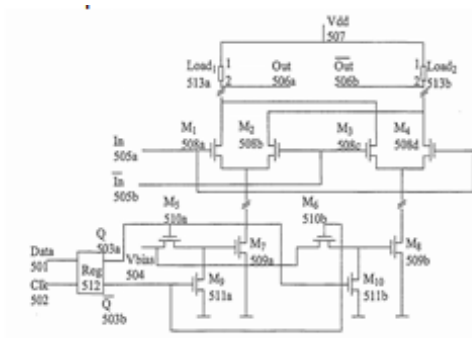 Vdd
507
Load1 1 Out Out 1 Load2
513a 2 506a 506b 2 513b
M1 M2 M3 M4
In 508a 508b 508c 508d
505a
In
505b
M5 M6
Q 510a 510b
503a M7 M8
Data Vbias 509a 509b
501 Reg 504 M9 M10
Clk 512 511a 511b
502 Q
503b